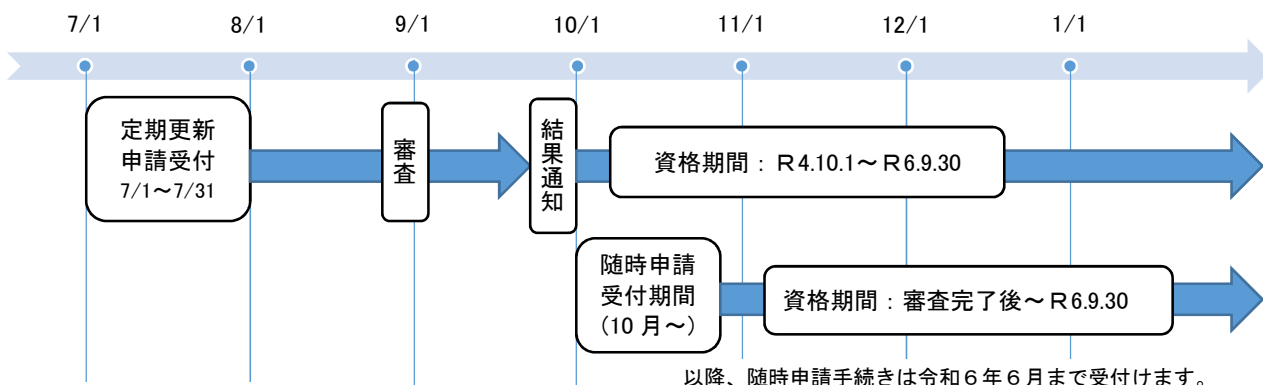 7/1 8/1 9/1 10/1 11/1 12/1 1/1
定期更新
申請受付
7/1～7/31
審査
結果通知
資格期間：Ｒ4.10.1～Ｒ6.9.30
随時申請
受付期間
(10 月～)
資格期間：審査完了後～Ｒ6.9.30
以降、随時申請手続きは令和６年６月まで受付けます。